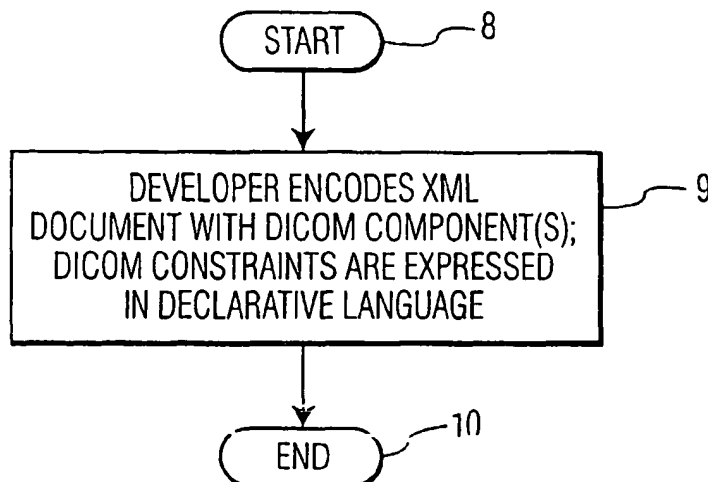 START
8
DEVELOPER ENCODES XML
DOCUMENT WITH DICOM COMPONENT(S);
DICOM CONSTRAINTS ARE EXPRESSED
IN DECLARATIVE LANGUAGE
9
END
10